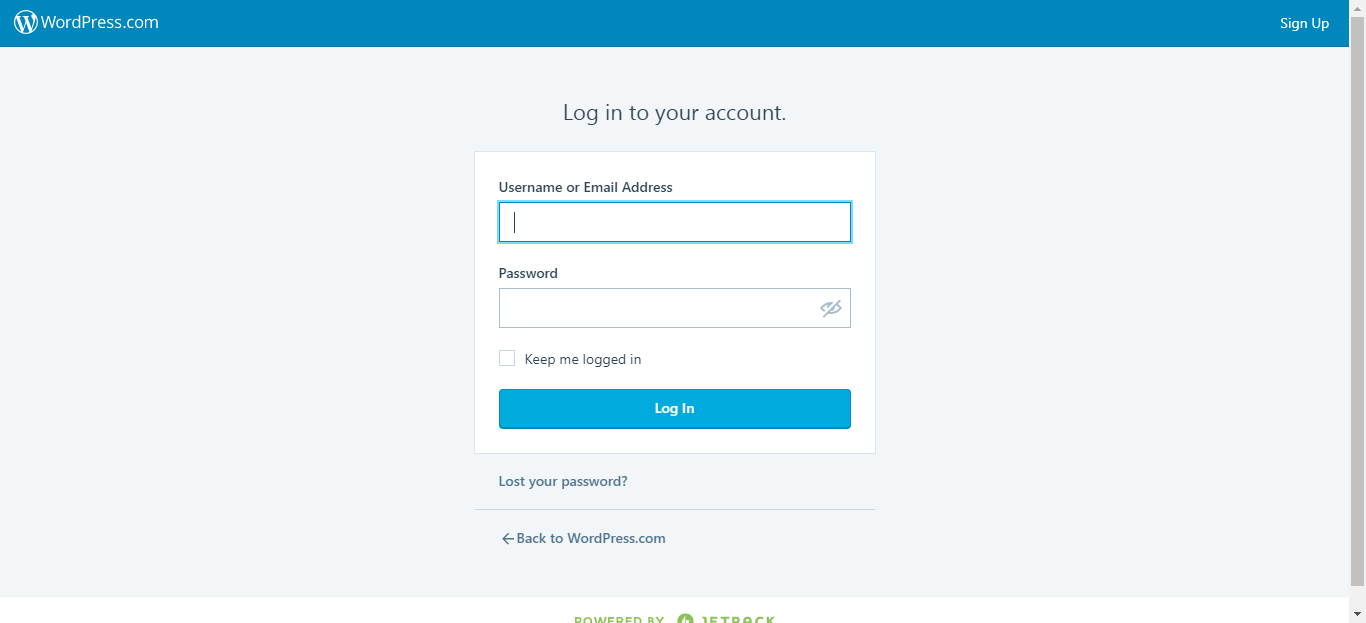 WordPress.com
Sign Up
Log in to your account.
Username or Email Address
Password
Keep me logged in
Log In
Lost your password?
←Back to WordPress.com
POWERED BY JETPACK